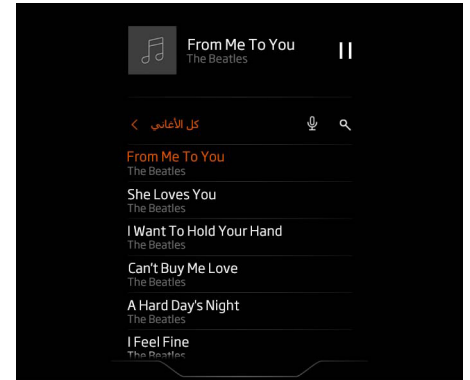 From Me To You
The Beatles
كل الأغاني
From Me To You
The Beatles
She Loves You
The Beatles
I Want To Hold Your Hand
The Beatles
Can't Buy Me Love
The Beatles
A Hard Day's Night
The Beatles
I Feel Fine
The Beatles